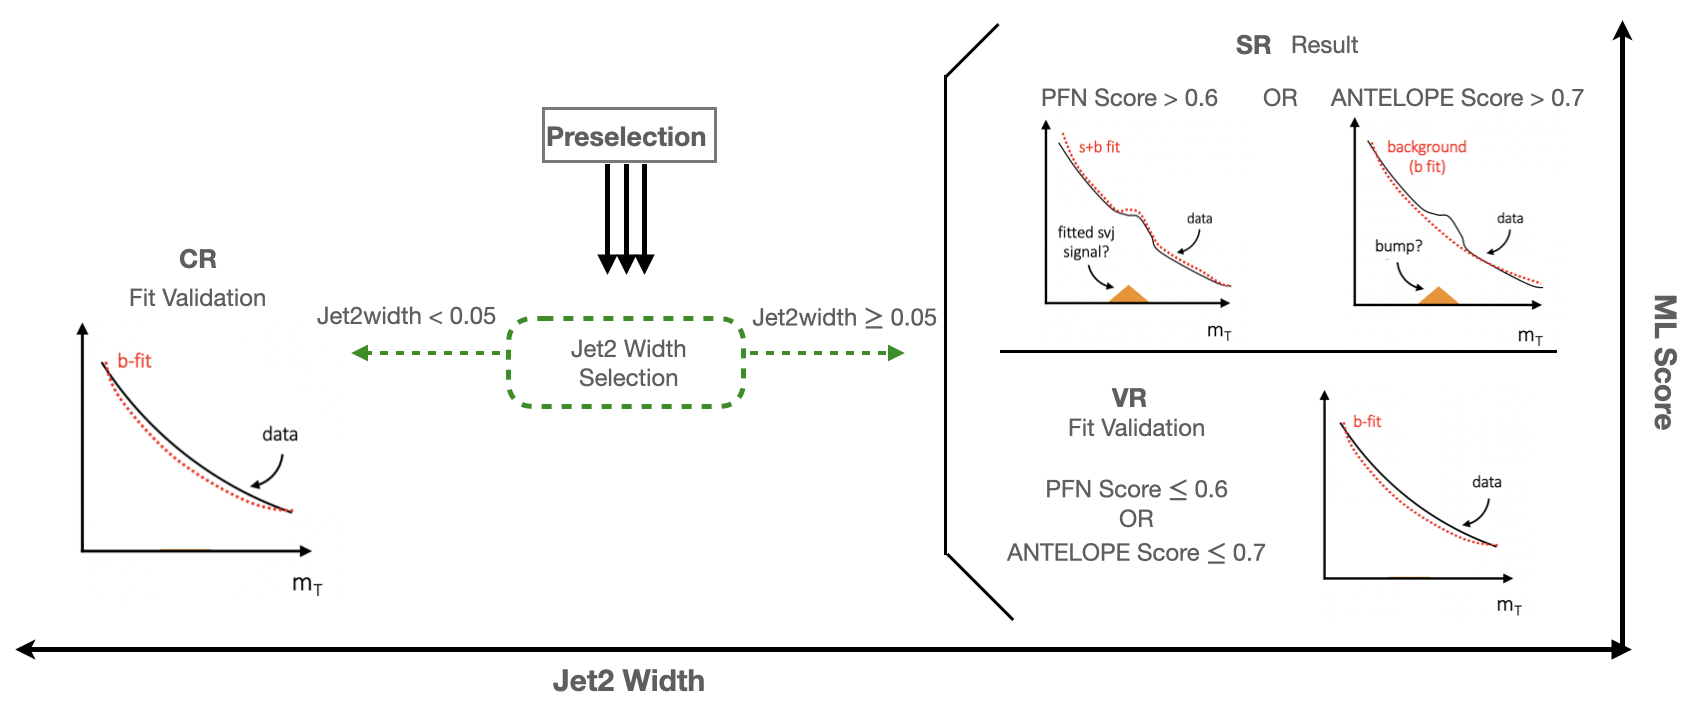 Preselection
CR
Fit Validation
b-fit
data
m_T
Jet2width < 0.05
Jet2 Width
Selection
Jet2width ≥ 0.05
SR Result
PFN Score > 0.6 OR ANTELOPE Score > 0.7
s+b fit
data
fitted svj
signal?
m_T
background
(b fit)
data
bump?
m_T
VR
Fit Validation
PFN Score ≤ 0.6
OR
ANTELOPE Score ≤ 0.7
b-fit
data
m_T
ML Score
Jet2 Width